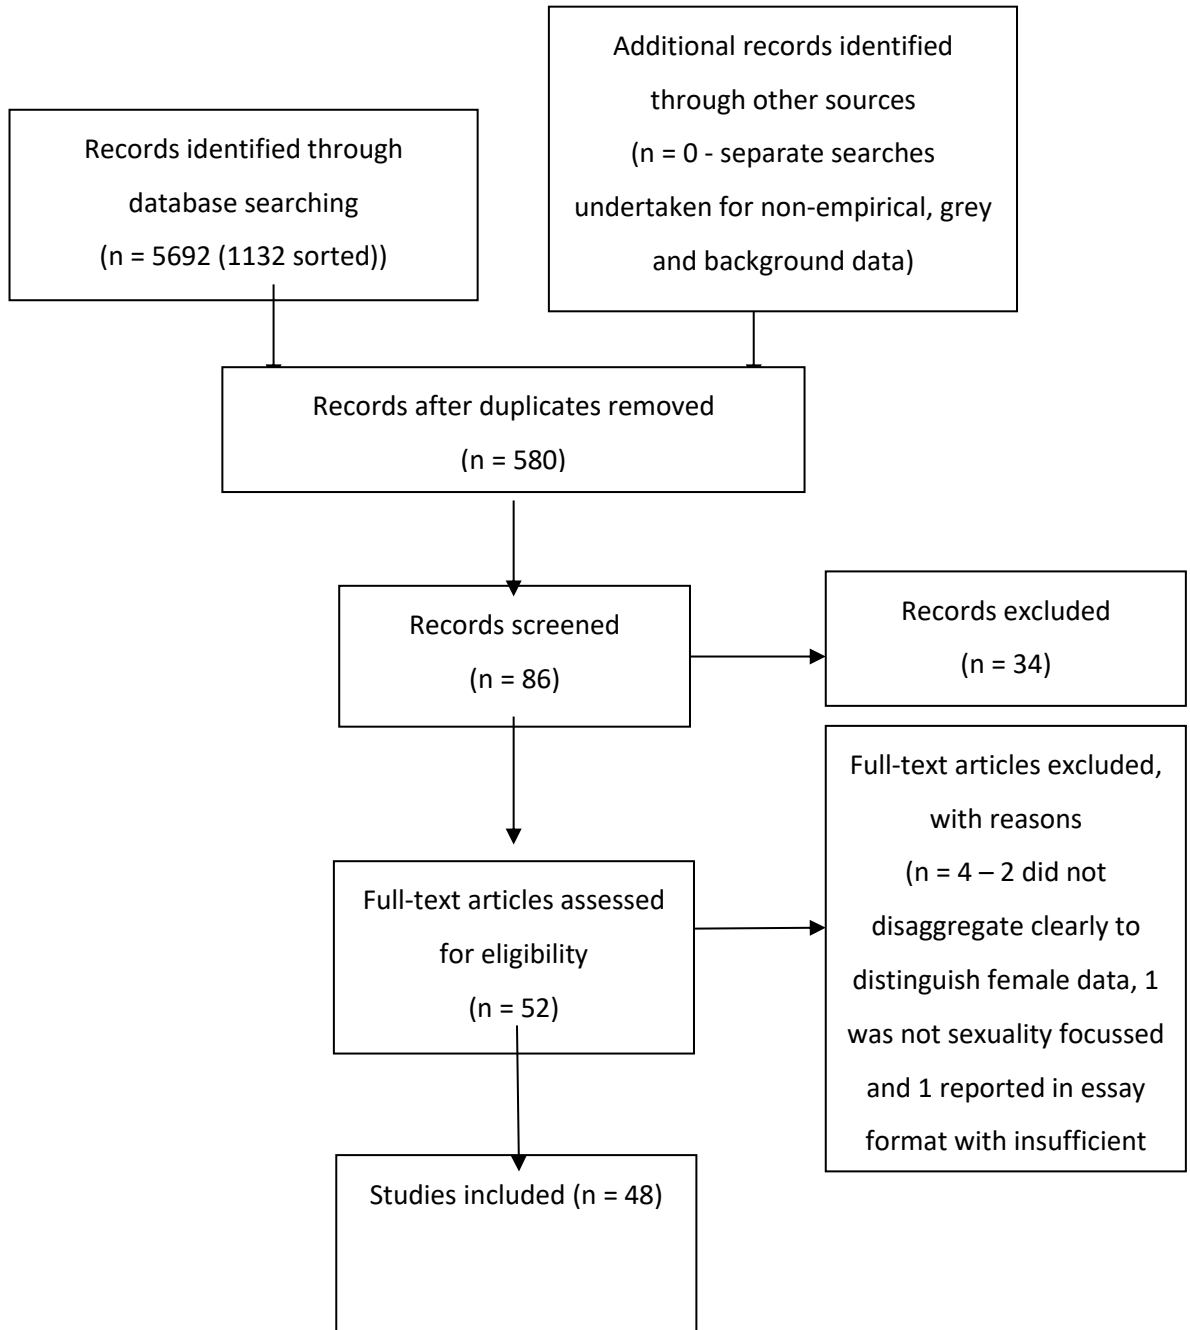 Records identified through
database searching
(n = 5692 (1132 sorted))
Additional records identified
through other sources
(n = 0 - separate searches
undertaken for non-empirical, grey
and background data)
Records after duplicates removed
(n = 580)
Records screened
(n = 86)
Records excluded
(n = 34)
Full-text articles assessed
for eligibility
(n = 52)
Full-text articles excluded,
with reasons
(n = 4 – 2 did not
disaggregate clearly to
distinguish female data, 1
was not sexuality focussed
and 1 reported in essay
format with insufficient
Studies included (n = 48)